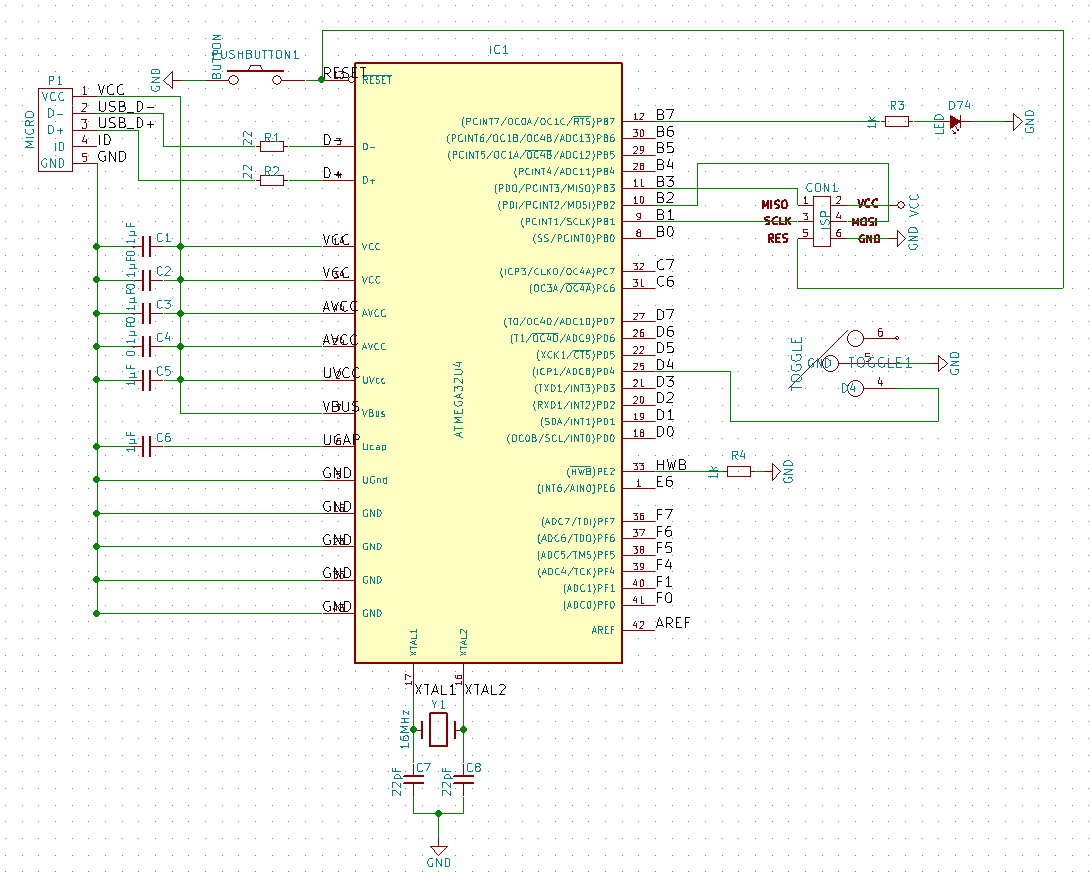 IC1
BUTTON
PUSHBUTTON1
GND
RESET
RESET
P1
MICRO
VCC 1 VCC
D- 2 USB_D-
D+ 3 USB_D+
ID 4 ID
GND 5 GND
22 R1 D- D-
22 R2 D+ D+
0.1µF C1 VCC VCC
0.1µF C2 VCC VCC
0.1µF C3 AVCC AVCC
0.1µF C4 AVCC AVCC
1µF C5 UVCC UVcc
VBUS VBus
1µF C6 UCAP Ucap
GND UGnd
GND GND
GND GND
GND GND
GND GND
ATMEGA32U4
(PCINT7/OC0A/OC1C/RTS)PB7 12 B7
(PCINT6/OC1B/OC4B/ADC13)PB6 30 B6
(PCINT5/OC1A/OC4B/ADC12)PB5 29 B5
(PCINT4/ADC11)PB4 28 B4
(PDO/PCINT3/MISO)PB3 11 B3
(PDI/PCINT2/MOSI)PB2 10 B2
(PCINT1/SCLK)PB1 9 B1
(SS/PCINT0)PB0 8 B0
(ICP3/CLKO/OC4A)PC7 32 C7
(OC3A/OC4A)PC6 31 C6
(T0/OC4D/ADC10)PD7 27 D7
(T1/OC4D/ADC9)PD6 26 D6
(XCK1/CTS)PD5 22 D5
(ICP1/ADC8)PD4 25 D4
(TXD1/INT3)PD3 21 D3
(RXD1/INT2)PD2 20 D2
(SDA/INT1)PD1 19 D1
(OC0B/SCL/INT0)PD0 18 D0
(HWB)PE2 33 HWB
(INT6/AIN0)PE6 1 E6
(ADC7/TDI)PF7 36 F7
(ADC6/TDO)PF6 37 F6
(ADC5/TMS)PF5 38 F5
(ADC4/TCK)PF4 39 F4
(ADC1)PF1 40 F1
(ADC0)PF0 41 F0
AREF 42 AREF
1k R3
LED D74
GND
CON1
ISP
MISO 1 2 VCC VCC
SCLK 3 4 MOSI
RES 5 6 GND GND
TOGGLE
6
GND 5 TOGGLE1 GND
D4 4
1k R4 GND
XTAL1 XTAL2
17 XTAL1 16 XTAL2
Y1
16MHz
22pF C7
22pF C8
GND